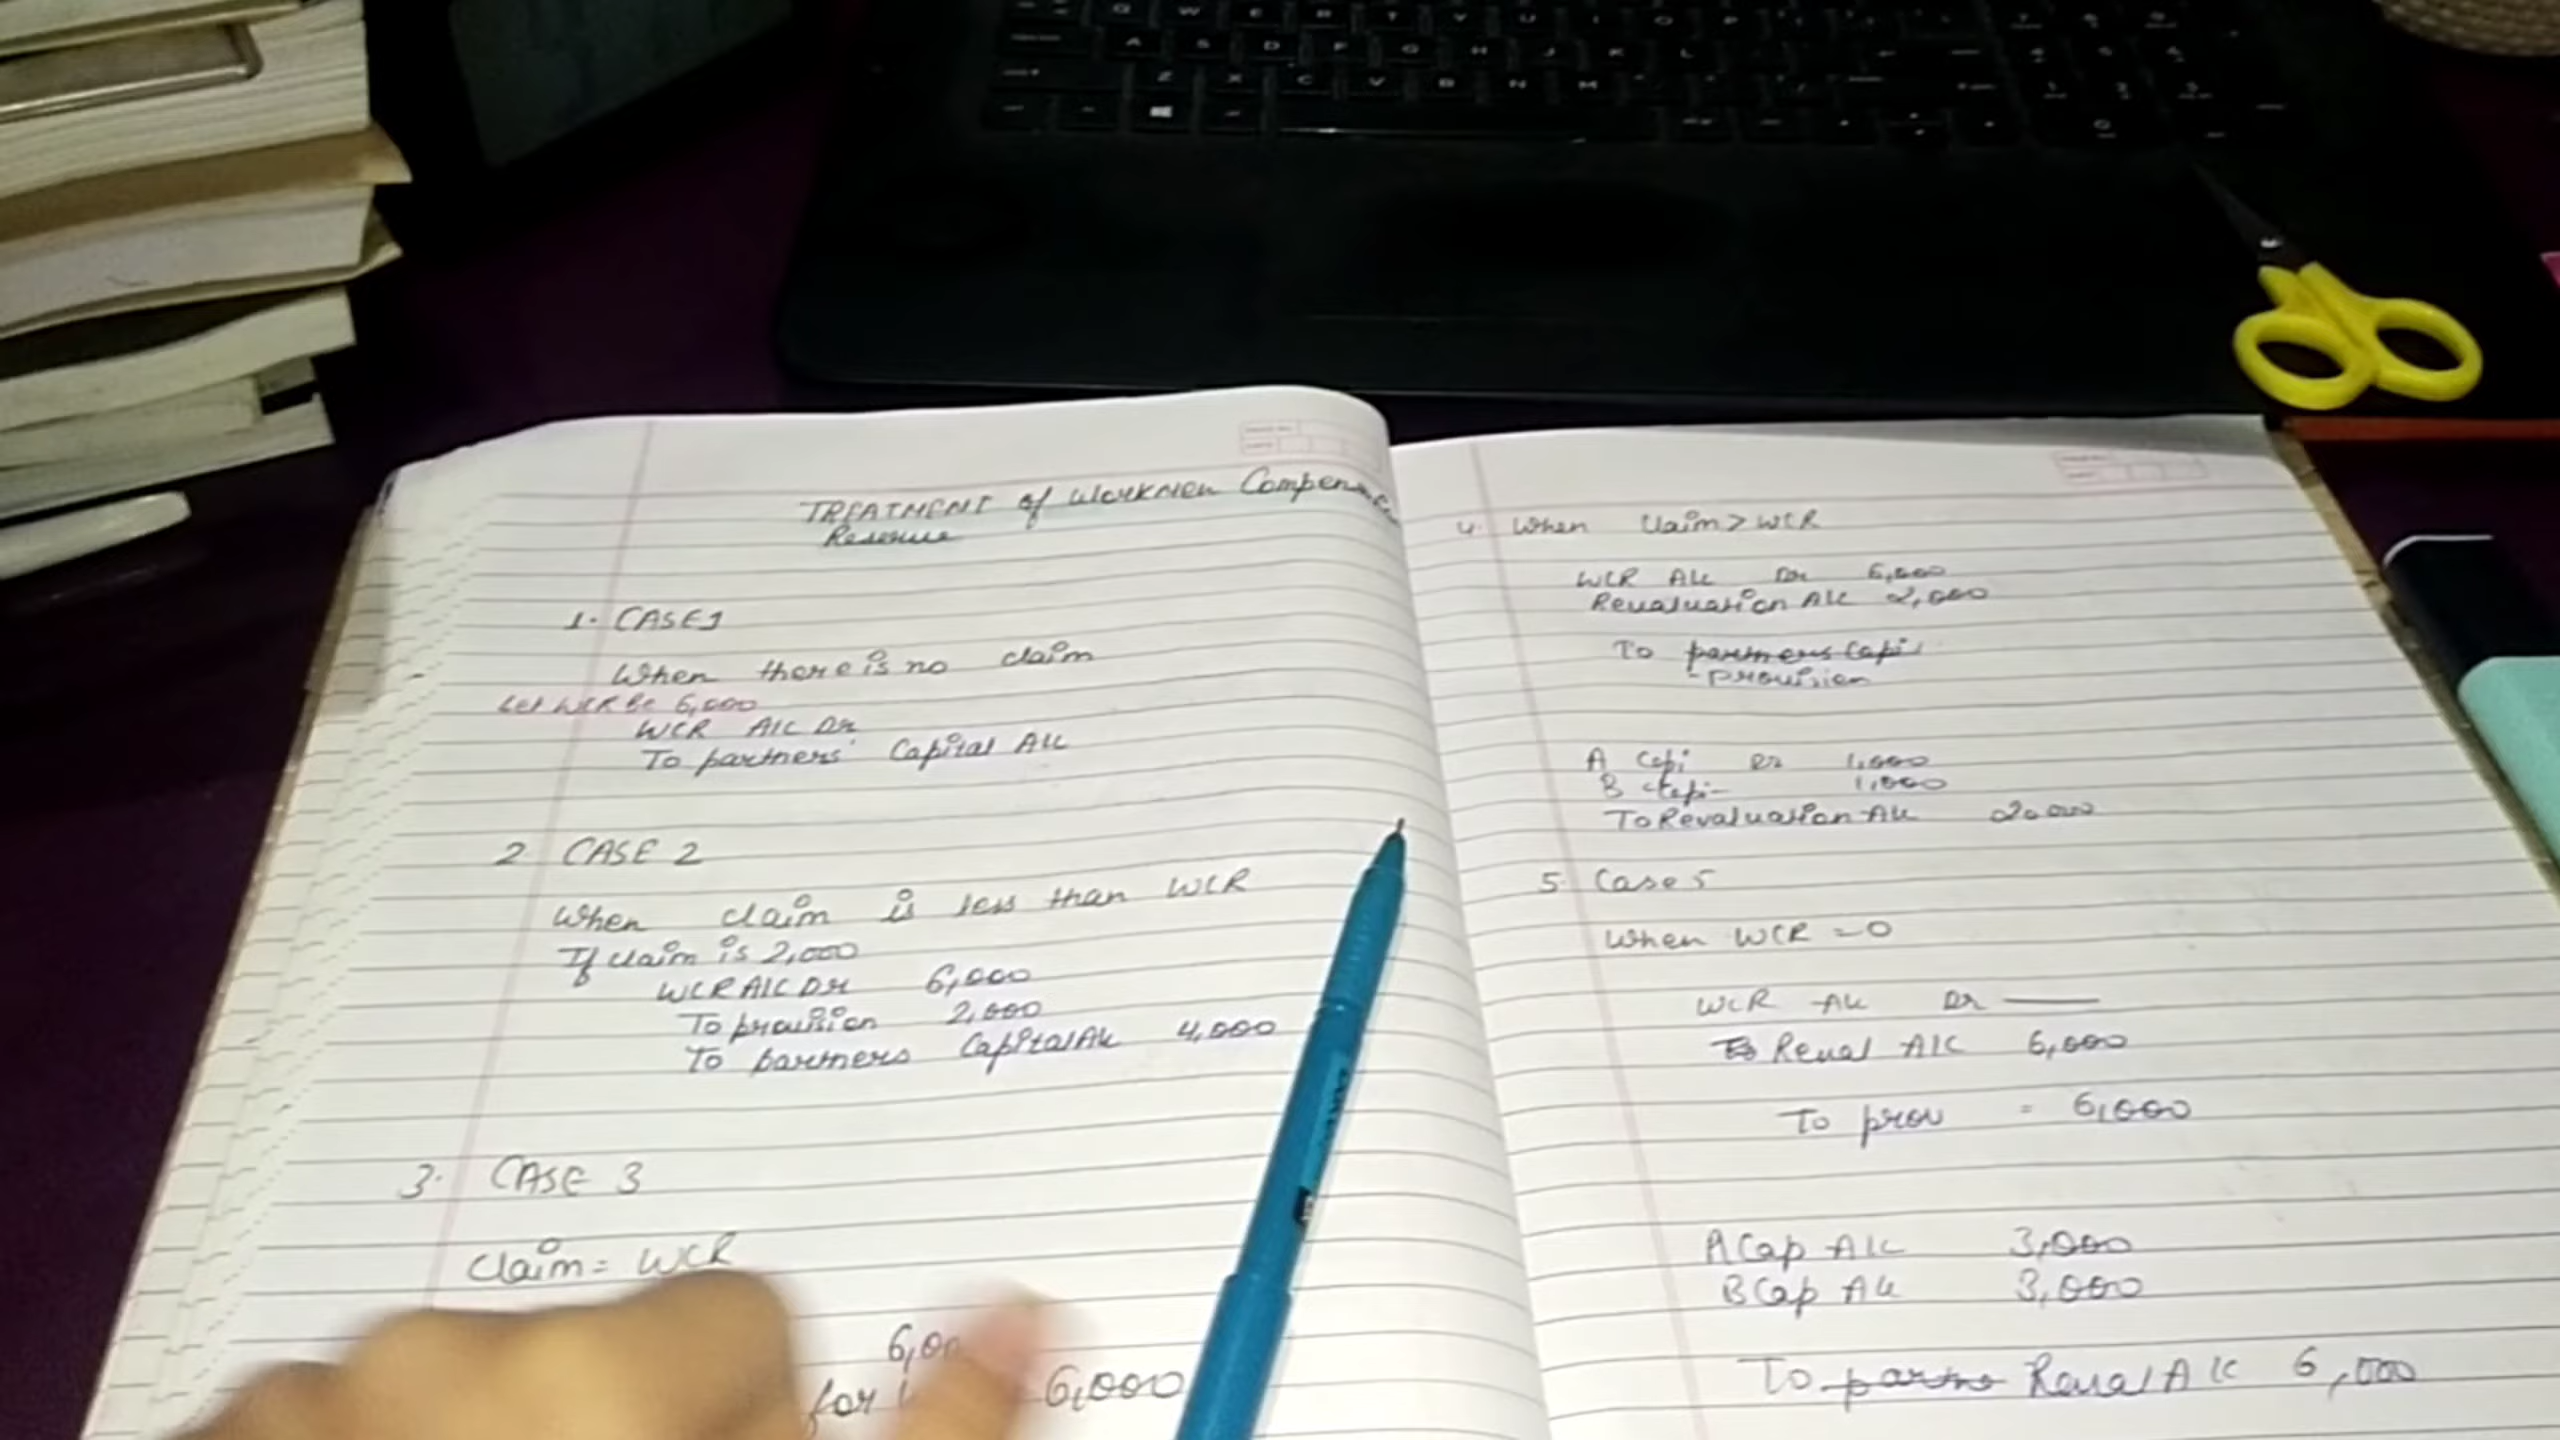 TREATMENT of Workmen Compen
Reserve
1. CASE 1
When there is no claim
Let WCR be 6,000
WCR A/C Dr
To partners' Capital A/c
2 CASE 2
When claim is less than WCR
If claim is 2,000
WCR A/C Dr 6,000
To provision 2,000
To partners Capital A/c 4,000
3. CASE 3
Claim = WCR
6,00
for 6,000
4. When Claim > WCR
WCR A/c Dr 6,000
Revaluation A/c 2,000
To partners Capi
- provision
A Capi Dr 1,000
B Capi- 1,000
To Revaluation A/c
5. Case 5
When WCR = 0
WCR A/c Dr ——
To Reval A/C 6,000
To prov = 6,000
A Cap A/c 3,000
B Cap A/c 3,000
To Reval A/c 6,000